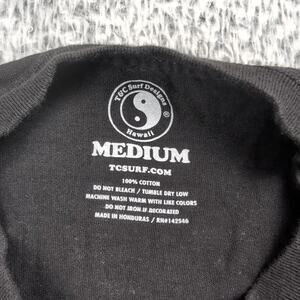 T&C Surf Designs
®
Hawaii
MEDIUM
TCSURF.COM
100% COTTON
DO NOT BLEACH / TUMBLE DRY LOW
MACHINE WASH WARM WITH LIKE COLORS
DO NOT IRON IF DECORATED
MADE IN HONDURAS / RN#142546